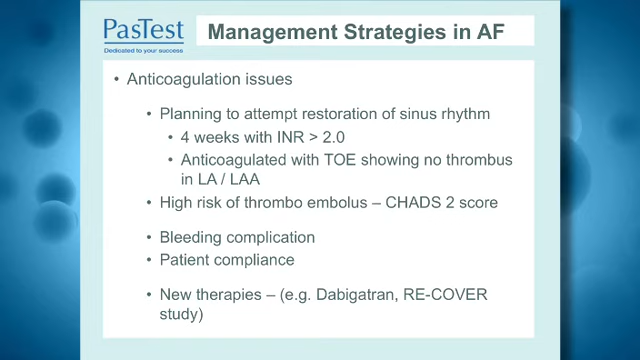 PasTest
Dedicated to your success
Management Strategies in AF
• Anticoagulation issues
• Planning to attempt restoration of sinus rhythm
• 4 weeks with INR > 2.0
• Anticoagulated with TOE showing no thrombus
in LA / LAA
• High risk of thrombo embolus – CHADS 2 score
• Bleeding complication
• Patient compliance
• New therapies – (e.g. Dabigatran, RE-COVER
study)